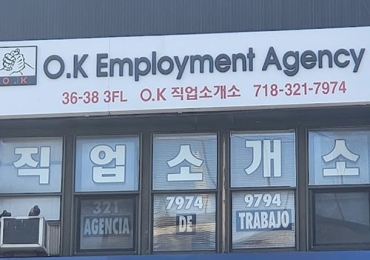 O.K
O.K Employment Agency
36-38 3FL O.K 직업소개소 718-321-7974
직업소개소
321 7974 9794
AGENCIA DE TRABAJO